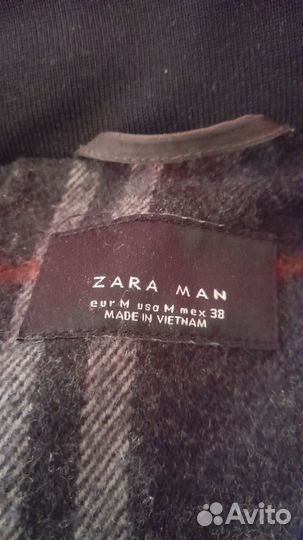 ZARA MAN
eur M usa M mex 38
MADE IN VIETNAM
Avito